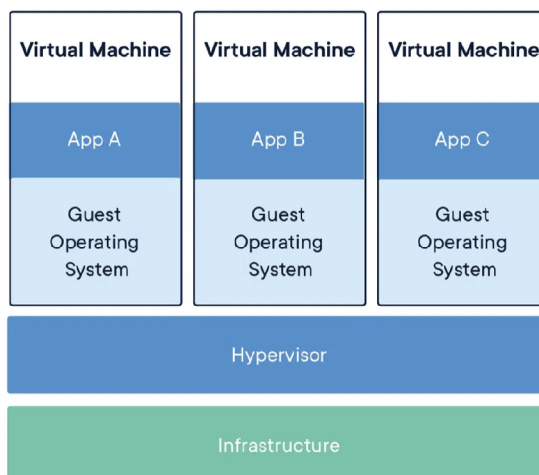 Virtual Machine
Virtual Machine
Virtual Machine
App A
App B
App C
Guest
Operating
System
Guest
Operating
System
Guest
Operating
System
Hypervisor
Infrastructure